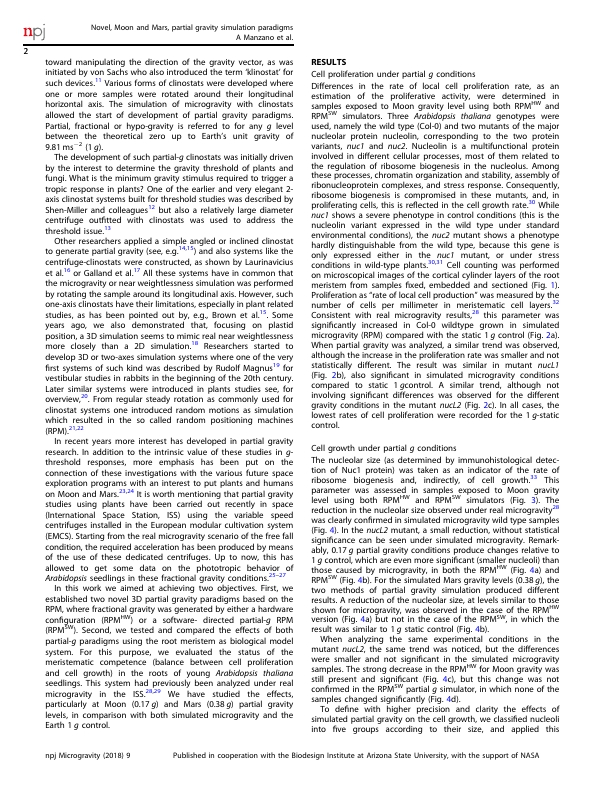 npj
Novel, Moon and Mars, partial gravity simulation paradigms
A Manzano et al.
2
toward manipulating the direction of the gravity vector, as was
initiated by von Sachs who also introduced the term 'klinostat' for
such devices.11 Various forms of clinostats were developed where
one or more samples were rotated around their longitudinal
horizontal axis. The simulation of microgravity with clinostats
allowed the start of development of partial gravity paradigms.
Partial, fractional or hypo-gravity is referred to for any g level
between the theoretical zero up to Earth's unit gravity of
9.81 ms−2 (1 g).
The development of such partial-g clinostats was initially driven
by the interest to determine the gravity threshold of plants and
fungi. What is the minimum gravity stimulus required to trigger a
tropic response in plants? One of the earlier and very elegant 2-
axis clinostat systems built for threshold studies was described by
Shen-Miller and colleagues12 but also a relatively large diameter
centrifuge outfitted with clinostats was used to address the
threshold issue.13
Other researchers applied a simple angled or inclined clinostat
to generate partial gravity (see, e.g.,14,15) and also systems like the
centrifuge-clinostats were constructed, as shown by Laurinavicius
et al.16 or Galland et al.17 All these systems have in common that
the microgravity or near weightlessness simulation was performed
by rotating the sample around its longitudinal axis. However, such
one-axis clinostats have their limitations, especially in plant related
studies, as has been pointed out by, e.g., Brown et al.15. Some
years ago, we also demonstrated that, focusing on plastid
position, a 3D simulation seems to mimic real near weightlessness
more closely than a 2D simulation.18 Researchers started to
develop 3D or two-axes simulation systems where one of the very
first systems of such kind was described by Rudolf Magnus19 for
vestibular studies in rabbits in the beginning of the 20th century.
Later similar systems were introduced in plants studies see, for
overview,20. From regular steady rotation as commonly used for
clinostat systems one introduced random motions as simulation
which resulted in the so called random positioning machines
(RPM).21,22
In recent years more interest has developed in partial gravity
research. In addition to the intrinsic value of these studies in g-
threshold responses, more emphasis has been put on the
connection of these investigations with the various future space
exploration programs with an interest to put plants and humans
on Moon and Mars.23,24 It is worth mentioning that partial gravity
studies using plants have been carried out recently in space
(International Space Station, ISS) using the variable speed
centrifuges installed in the European modular cultivation system
(EMCS). Starting from the real microgravity scenario of the free fall
condition, the required acceleration has been produced by means
of the use of these dedicated centrifuges. Up to now, this has
allowed to get some data on the phototropic behavior of
Arabidopsis seedlings in these fractional gravity conditions.25–27
In this work we aimed at achieving two objectives. First, we
established two novel 3D partial gravity paradigms based on the
RPM, where fractional gravity was generated by either a hardware
configuration (RPMHW) or a software- directed partial-g RPM
(RPMSW). Second, we tested and compared the effects of both
partial-g paradigms using the root meristem as biological model
system. For this purpose, we evaluated the status of the
meristematic competence (balance between cell proliferation
and cell growth) in the roots of young Arabidopsis thaliana
seedlings. This system had previously been analyzed under real
microgravity in the ISS.28,29 We have studied the effects,
particularly at Moon (0.17 g) and Mars (0.38 g) partial gravity
levels, in comparison with both simulated microgravity and the
Earth 1 g control.
RESULTS
Cell proliferation under partial g conditions
Differences in the rate of local cell proliferation rate, as an
estimation of the proliferative activity, were determined in
samples exposed to Moon gravity level using both RPMHW and
RPMSW simulators. Three Arabidopsis thaliana genotypes were
used, namely the wild type (Col-0) and two mutants of the major
nucleolar protein nucleolin, corresponding to the two protein
variants, nuc1 and nuc2. Nucleolin is a multifunctional protein
involved in different cellular processes, most of them related to
the regulation of ribosome biogenesis in the nucleolus. Among
these processes, chromatin organization and stability, assembly of
ribonucleoprotein complexes, and stress response. Consequently,
ribosome biogenesis is compromised in these mutants, and, in
proliferating cells, this is reflected in the cell growth rate.30 While
nuc1 shows a severe phenotype in control conditions (this is the
nucleolin variant expressed in the wild type under standard
environmental conditions), the nuc2 mutant shows a phenotype
hardly distinguishable from the wild type, because this gene is
only expressed either in the nuc1 mutant, or under stress
conditions in wild-type plants.30,31 Cell counting was performed
on microscopical images of the cortical cylinder layers of the root
meristem from samples fixed, embedded and sectioned (Fig. 1).
Proliferation as "rate of local cell production" was measured by the
number of cells per millimeter in meristematic cell layers.32
Consistent with real microgravity results,28 this parameter was
significantly increased in Col-0 wildtype grown in simulated
microgravity (RPM) compared with the static 1 g control (Fig. 2a).
When partial gravity was analyzed, a similar trend was observed,
although the increase in the proliferation rate was smaller and not
statistically different. The result was similar in mutant nucL1
(Fig. 2b), also significant in simulated microgravity conditions
compared to static 1 gcontrol. A similar trend, although not
involving significant differences was observed for the different
gravity conditions in the mutant nucL2 (Fig. 2c). In all cases, the
lowest rates of cell proliferation were recorded for the 1 g-static
control.
Cell growth under partial g conditions
The nucleolar size (as determined by immunohistological detec-
tion of Nuc1 protein) was taken as an indicator of the rate of
ribosome biogenesis and, indirectly, of cell growth.33 This
parameter was assessed in samples exposed to Moon gravity
level using both RPMHW and RPMSW simulators (Fig. 3). The
reduction in the nucleolar size observed under real microgravity28
was clearly confirmed in simulated microgravity wild type samples
(Fig. 4). In the nucL2 mutant, a small reduction, without statistical
significance can be seen under simulated microgravity. Remark-
ably, 0.17 g partial gravity conditions produce changes relative to
1 g control, which are even more significant (smaller nucleoli) than
those caused by microgravity, in both the RPMHW (Fig. 4a) and
RPMSW (Fig. 4b). For the simulated Mars gravity levels (0.38 g), the
two methods of partial gravity simulation produced different
results. A reduction of the nucleolar size, at levels similar to those
shown for microgravity, was observed in the case of the RPMHW
version (Fig. 4a) but not in the case of the RPMSW, in which the
result was similar to 1 g static control (Fig. 4b).
When analyzing the same experimental conditions in the
mutant nucL2, the same trend was noticed, but the differences
were smaller and not significant in the simulated microgravity
samples. The strong decrease in the RPMHW for Moon gravity was
still present and significant (Fig. 4c), but this change was not
confirmed in the RPMSW partial g simulator, in which none of the
samples changed significantly (Fig. 4d).
To define with higher precision and clarity the effects of
simulated partial gravity on the cell growth, we classified nucleoli
into five groups according to their size, and applied this
npj Microgravity (2018) 9
Published in cooperation with the Biodesign Institute at Arizona State University, with the support of NASA